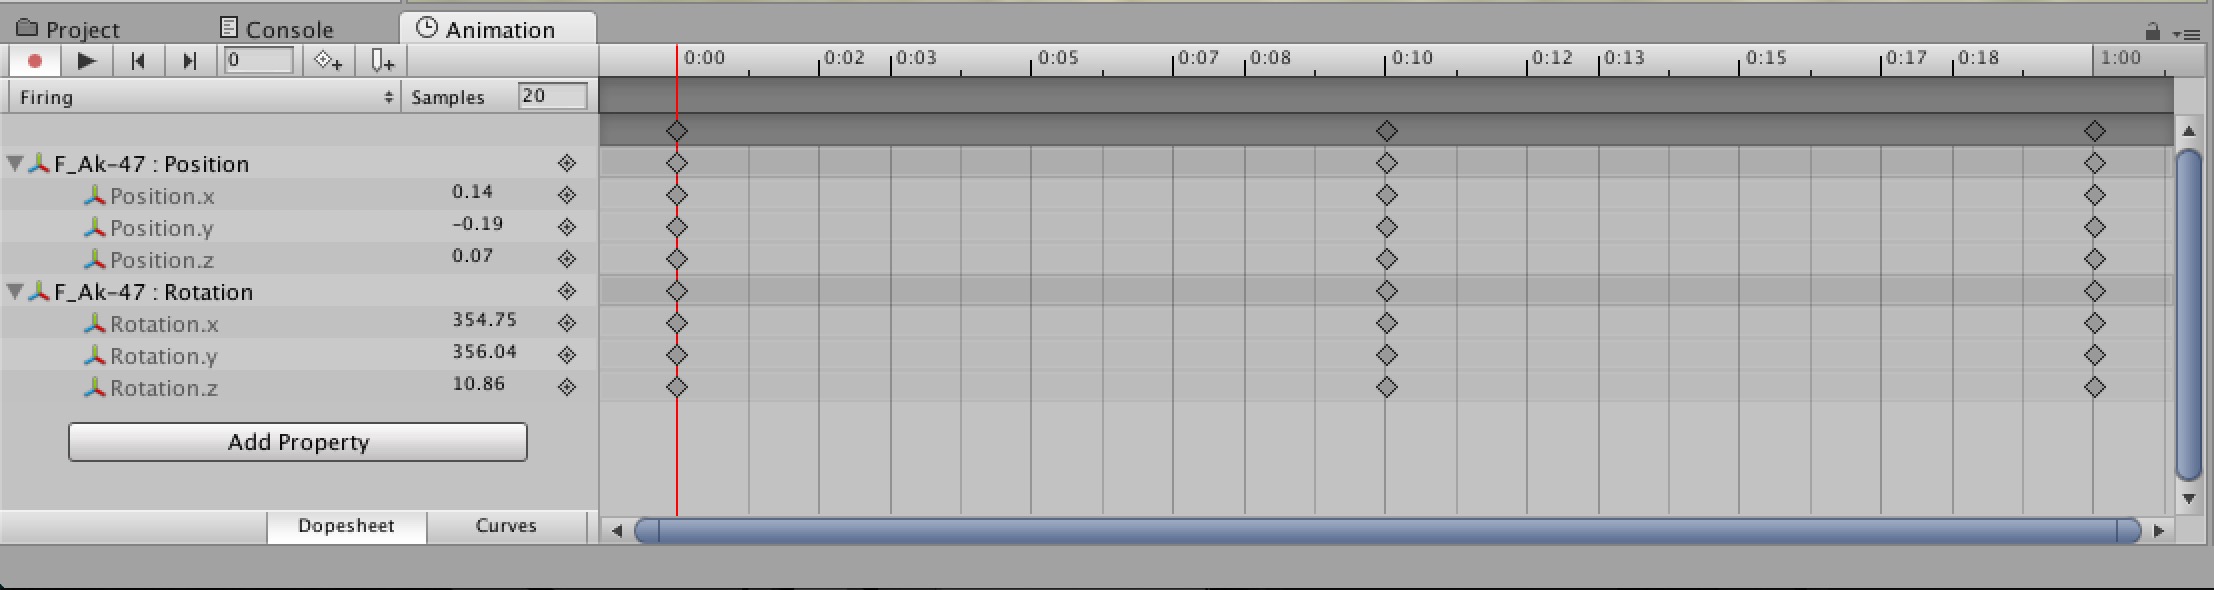 Project Console Animation
0 0:00 0:02 0:03 0:05 0:07 0:08 0:10 0:12 0:13 0:15 0:17 0:18 1:00
Firing Samples 20
F_Ak-47 : Position
Position.x 0.14
Position.y -0.19
Position.z 0.07
F_Ak-47 : Rotation
Rotation.x 354.75
Rotation.y 356.04
Rotation.z 10.86
Add Property
Dopesheet Curves